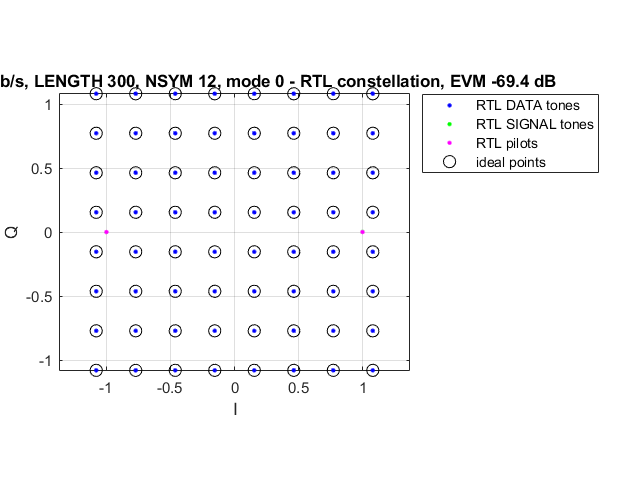 b/s, LENGTH 300, NSYM 12, mode 0 - RTL constellation, EVM -69.4 dB
RTL DATA tones
RTL SIGNAL tones
RTL pilots
ideal points
1
0.5
0
-0.5
-1
Q
-1
-0.5
0
0.5
1
I